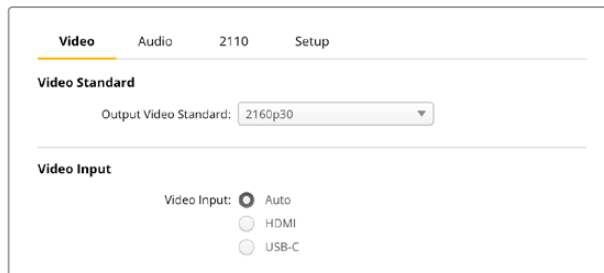 Video Audio 2110 Setup
Video Standard
Output Video Standard: 2160p30
Video Input
Video Input: Auto
HDMI
USB-C